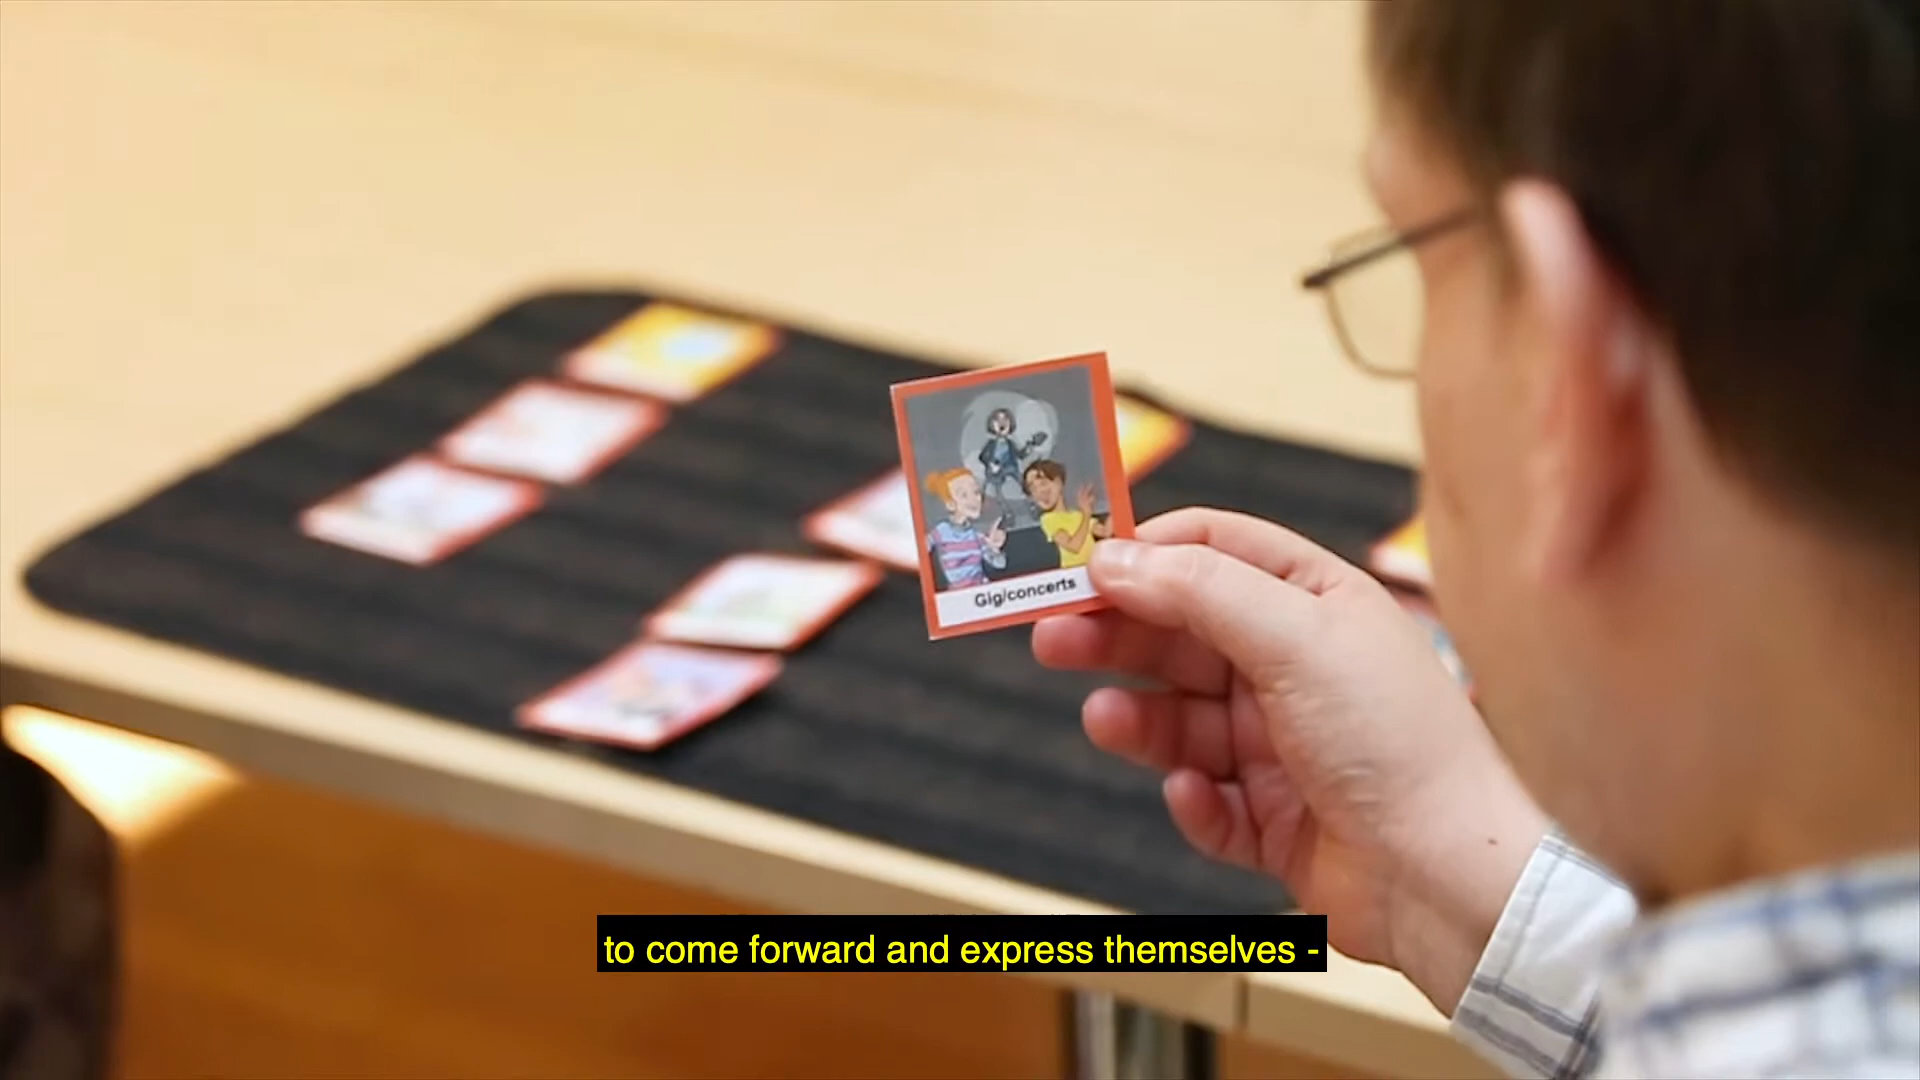 Gig/concerts
to come forward and express themselves -